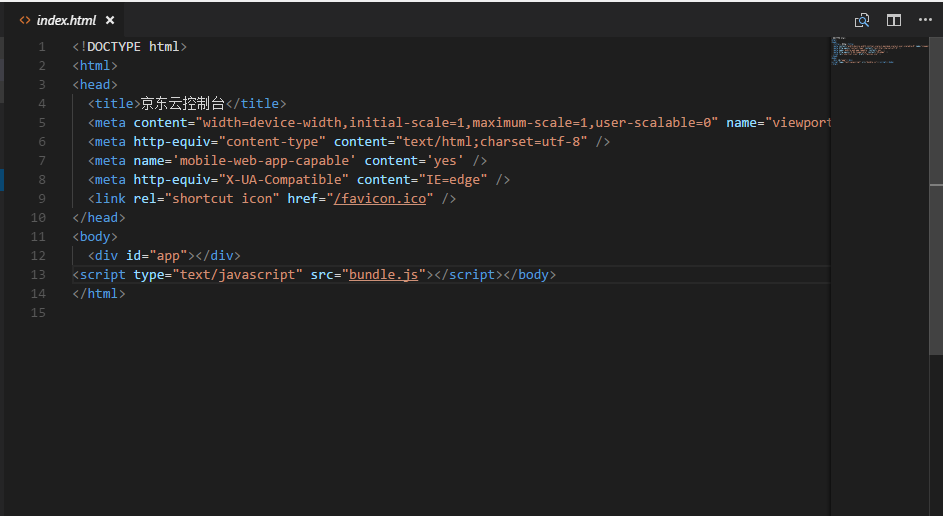 <> index.html ×
1 <!DOCTYPE html>
2 <html>
3 <head>
4 <title>京东云控制台</title>
5 <meta content="width=device-width,initial-scale=1,maximum-scale=1,user-scalable=0" name="viewport
6 <meta http-equiv="content-type" content="text/html;charset=utf-8" />
7 <meta name='mobile-web-app-capable' content='yes' />
8 <meta http-equiv="X-UA-Compatible" content="IE=edge" />
9 <link rel="shortcut icon" href="/favicon.ico" />
10 </head>
11 <body>
12 <div id="app"></div>
13 <script type="text/javascript" src="bundle.js"></script></body>
14 </html>
15